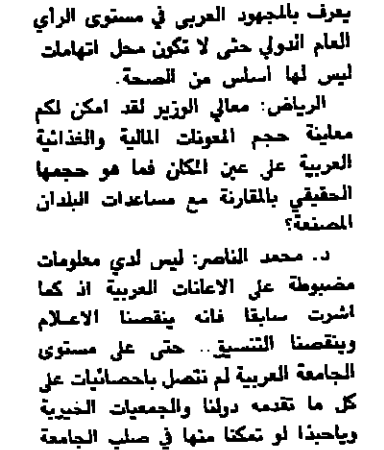 يعرف بالمجهود العربي في مستوى الرأي
العام الدولي حتى لا تكون محل اتهامات
ليس لها اساس من الصحة.
الرياض: معالي الوزير لقد امكن لكم
معاينة حجم المعونات المالية والغذائية
العربية على عين المكان فما هو حجمها
الحقيقي بالمقارنة مع مساعدات البلدان
المصنعة؟
د. محمد الناصر: ليس لدي معلومات
مضبوطة على الاعانات العربية اذ كما
اشرت سابقا فانه ينقصنا الاعلام
وينقصنا التنسيق.. حتى على مستوى
الجامعة العربية لم نتصل باحصائيات على
كل ما تقدمه دولنا والجمعيات الخيرية
وياحبذا لو تمكنا منها في صلب الجامعة